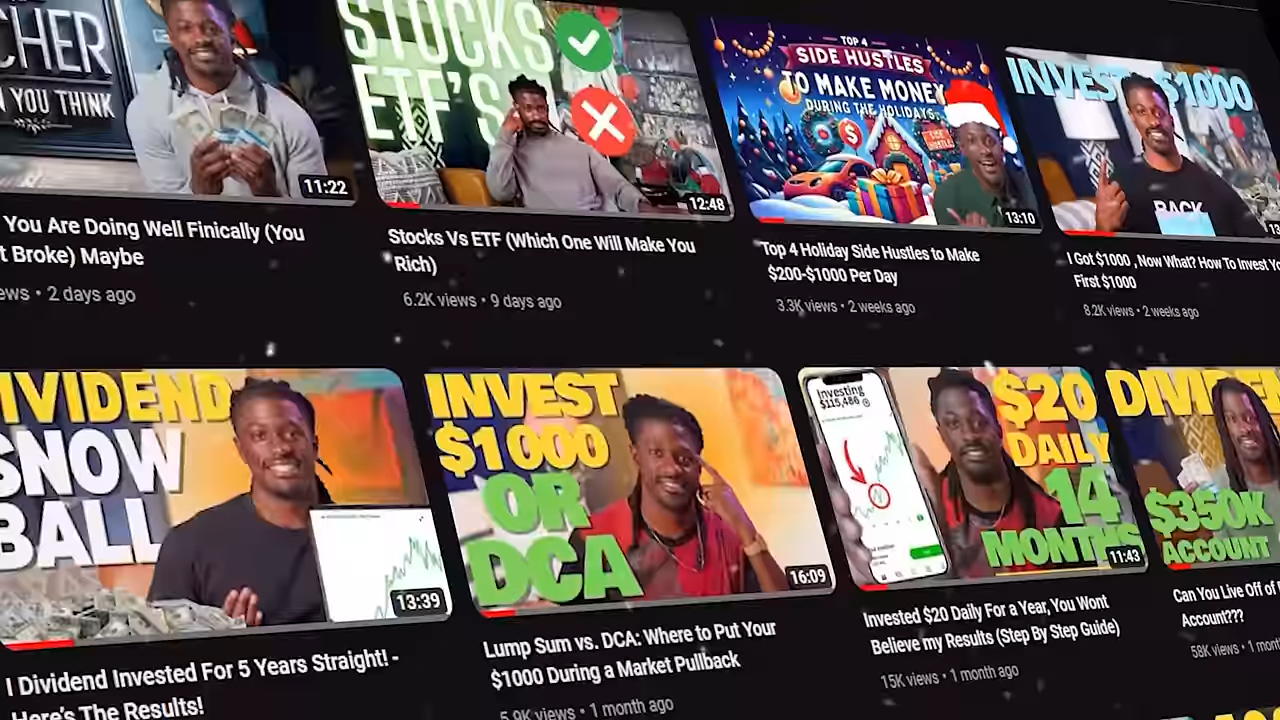 CHER
N YOU THINK
11:22
You Are Doing Well Finically (You
t Broke) Maybe
ews • 2 days ago
STOCKS
ETF'S
12:48
Stocks Vs ETF (Which One Will Make You
Rich)
6.2K views • 9 days ago
TOP 4
SIDE HUSTLES
TO MAKE MONEY
DURING THE HOLIDAYS
13:10
Top 4 Holiday Side Hustles to Make
$200-$1000 Per Day
3.3K views • 2 weeks ago
INVEST $1000
BACK
13
I Got $1000 , Now What? How To Invest Yo
First $1000
8.2K views • 2 weeks ago
IVIDEND
SNOW
BALL
13:39
I Dividend Invested For 5 Years Straight! -
Here's The Results!
INVEST
$1000
OR
DCA
16:09
Lump Sum vs. DCA: Where to Put Your
$1000 During a Market Pullback
5.9K views • 1 month ago
Investing
$115,486
$20
DAILY
14
MONTHS
11:43
Invested $20 Daily For a Year, You Wont
Believe my Results (Step By Step Guide)
15K views • 1 month ago
DIVIDEN
$350K
ACCOUNT
Can You Live Off of
Account???
58K views • 1 mont